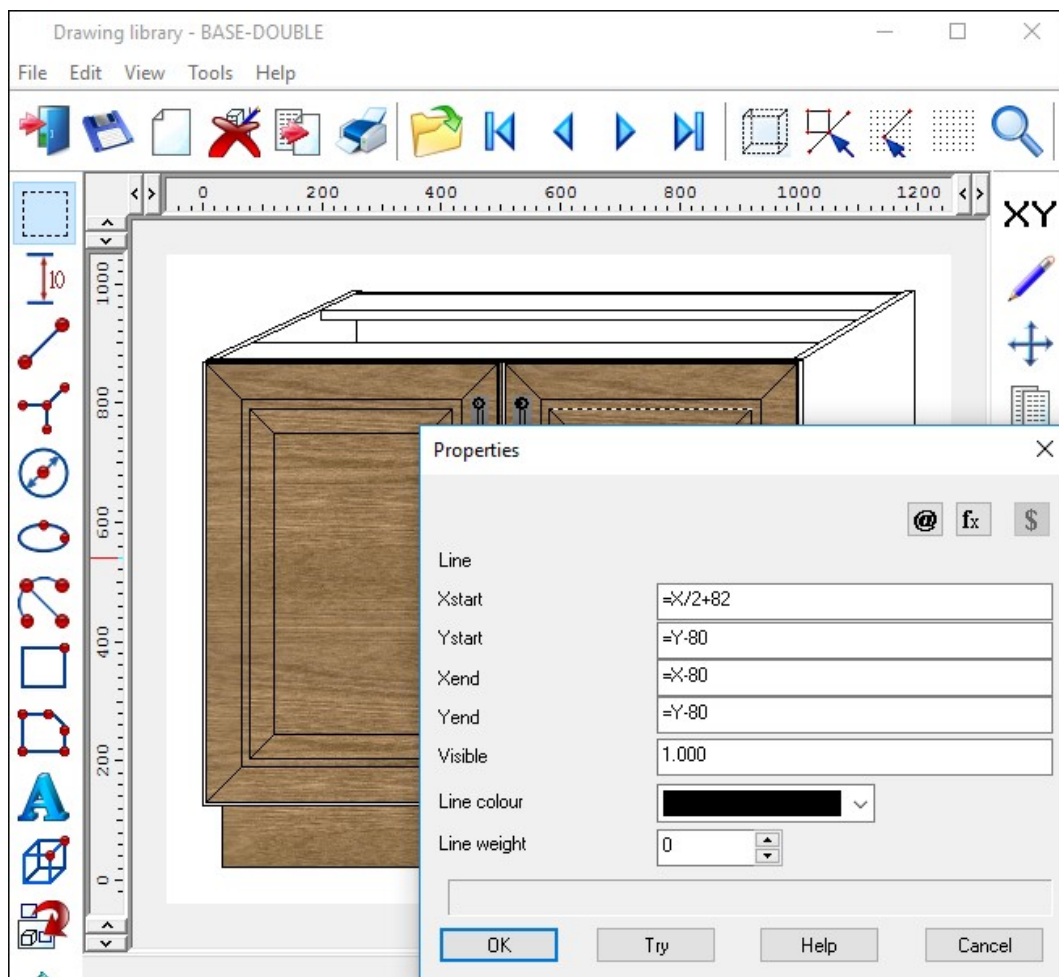 Drawing library - BASE-DOUBLE
File Edit View Tools Help
0 200 400 600 800 1000 1200
XY
10
1000
800
600
400
200
0
A
Properties
@ fx $
Line
Xstart =X/2+82
Ystart =Y-80
Xend =X-80
Yend =Y-80
Visible 1.000
Line colour
Line weight 0
OK Try Help Cancel